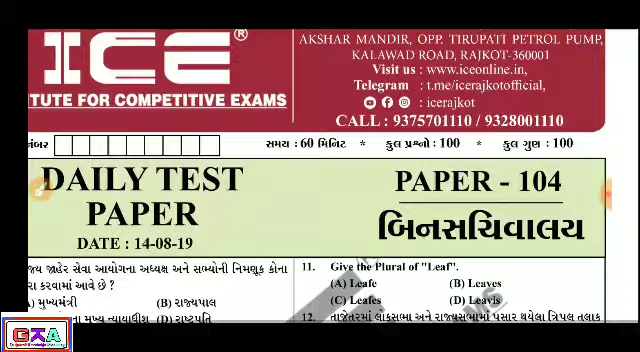 ICE®
TUTE FOR COMPETITIVE EXAMS
AKSHAR MANDIR, OPP. TIRUPATI PETROL PUMP,
KALAWAD ROAD, RAJKOT-360001
Visit us : www.iceonline.in,
Telegram : t.me/icerajkotofficial,
: icerajkot
CALL : 9375701110 / 9328001110
નંબર
સમય : 60 મિનિટ * કુલ પ્રશ્નો : 100 * કુલ ગુણ : 100
DAILY TEST
PAPER
DATE : 14-08-19
PAPER - 104
બિનસચિવાલય
જય જાહેર સેવા આયોગના અધ્યક્ષ અને સભ્યોની નિમણૂક કોના
રા કરવામાં આવે છે ?
) મુખ્યમંત્રી (B) રાજ્યપાલ
ના મુખ્ય ન્યાયાધીશ (D) રાષ્ટ્રપતિ
11. Give the Plural of "Leaf".
(A) Leafe (B) Leaves
(C) Leafes (D) Leavis
12. તાજેતરમાં લોકસભા અને રાજ્યસભામાં પસાર થયેલા ત્રિપલ તલાક
GKA